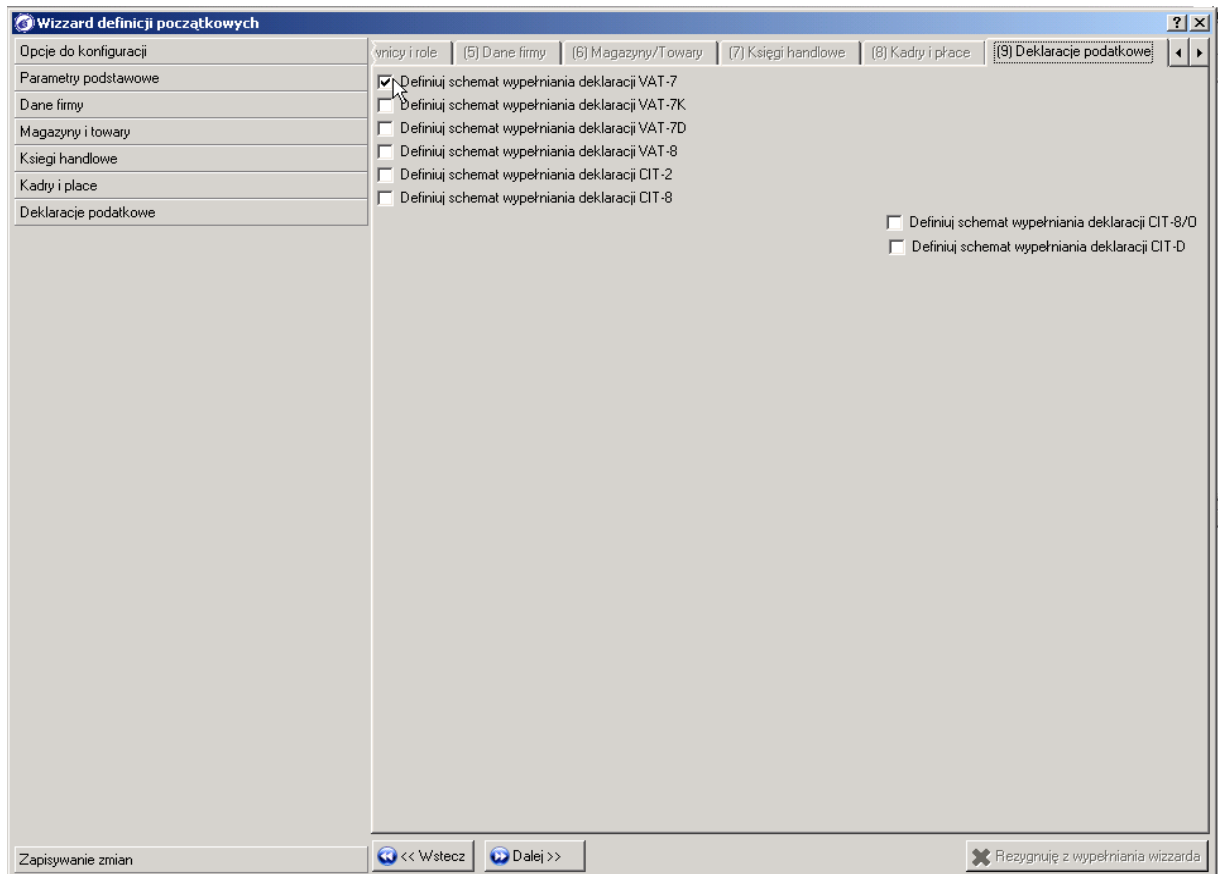 Wizzard definicji początkowych
Opcje do konfiguracji
Parametry podstawowe
Dane firmy
Magazyny i towary
Ksiegi handlowe
Kadry i place
Deklaracje podatkowe
Zapisywanie zmian
wnicy i role (5) Dane firmy (6) Magazyny/Towary (7) Księgi handlowe (8) Kadry i płace (9) Deklaracje podatkowe
Definiuj schemat wypełniania deklaracji VAT-7
Definiuj schemat wypełniania deklaracji VAT-7K
Definiuj schemat wypełniania deklaracji VAT-7D
Definiuj schemat wypełniania deklaracji VAT-8
Definiuj schemat wypełniania deklaracji CIT-2
Definiuj schemat wypełniania deklaracji CIT-8
Definiuj schemat wypełniania deklaracji CIT-8/O
Definiuj schemat wypełniania deklaracji CIT-D
<< Wstecz Dalej >> Rezygnuję z wypełniania wizzarda